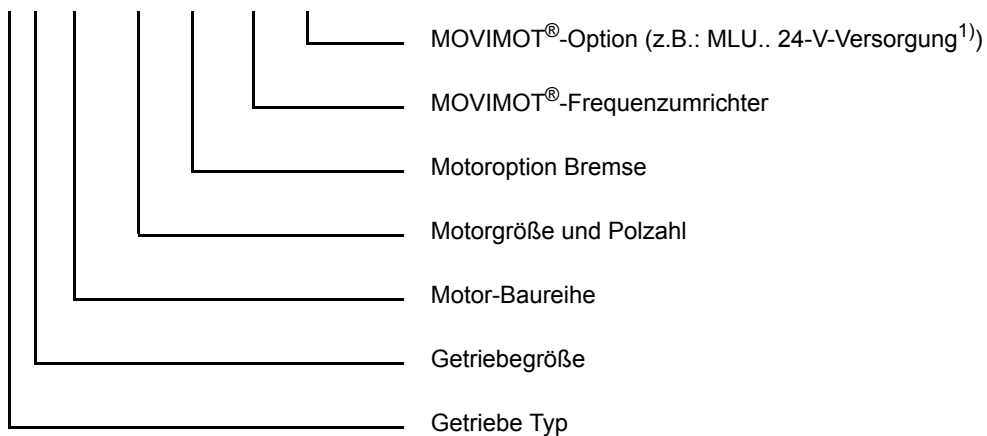 MOVIMOT®-Option (z.B.: MLU.. 24-V-Versorgung1))
MOVIMOT®-Frequenzumrichter
Motoroption Bremse
Motorgröße und Polzahl
Motor-Baureihe
Getriebegröße
Getriebe Typ